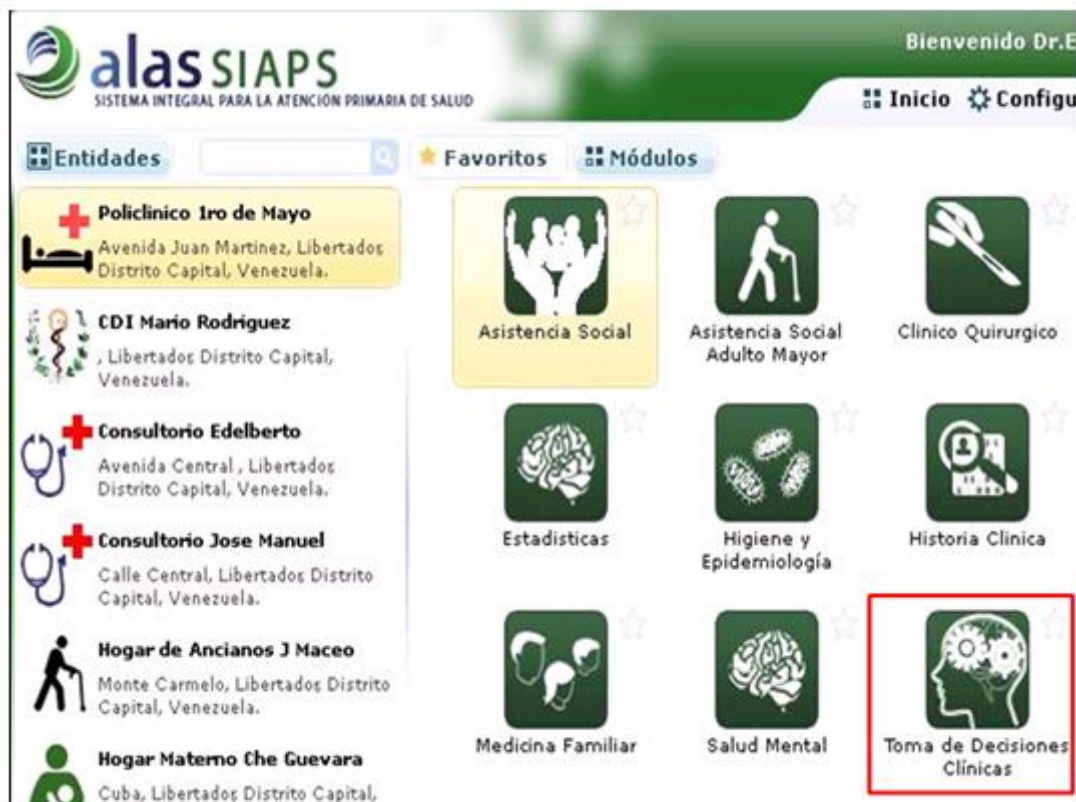 alas SIAPS
SISTEMA INTEGRAL PARA LA ATENCIÓN PRIMARIA DE SALUD
Bienvenido Dr.E
Inicio Configu
Entidades Favoritos Módulos
Policlinico 1ro de Mayo
Avenida Juan Martinez, Libertados
Distrito Capital, Venezuela.
CDI Mario Rodriguez
, Libertados Distrito Capital,
Venezuela.
Consultorio Edelberto
Avenida Central , Libertados
Distrito Capital, Venezuela.
Consultorio Jose Manuel
Calle Central, Libertados Distrito
Capital, Venezuela.
Hogar de Ancianos J Maceo
Monte Carmelo, Libertados Distrito
Capital, Venezuela.
Hogar Materno Che Guevara
Cuba, Libertados Distrito Capital,
Asistencia Social
Asistencia Social
Adulto Mayor
Clinico Quirurgico
Estadisticas
Higiene y
Epidemiología
Historia Clinica
Medicina Familiar
Salud Mental
Toma de Decisiones
Clínicas